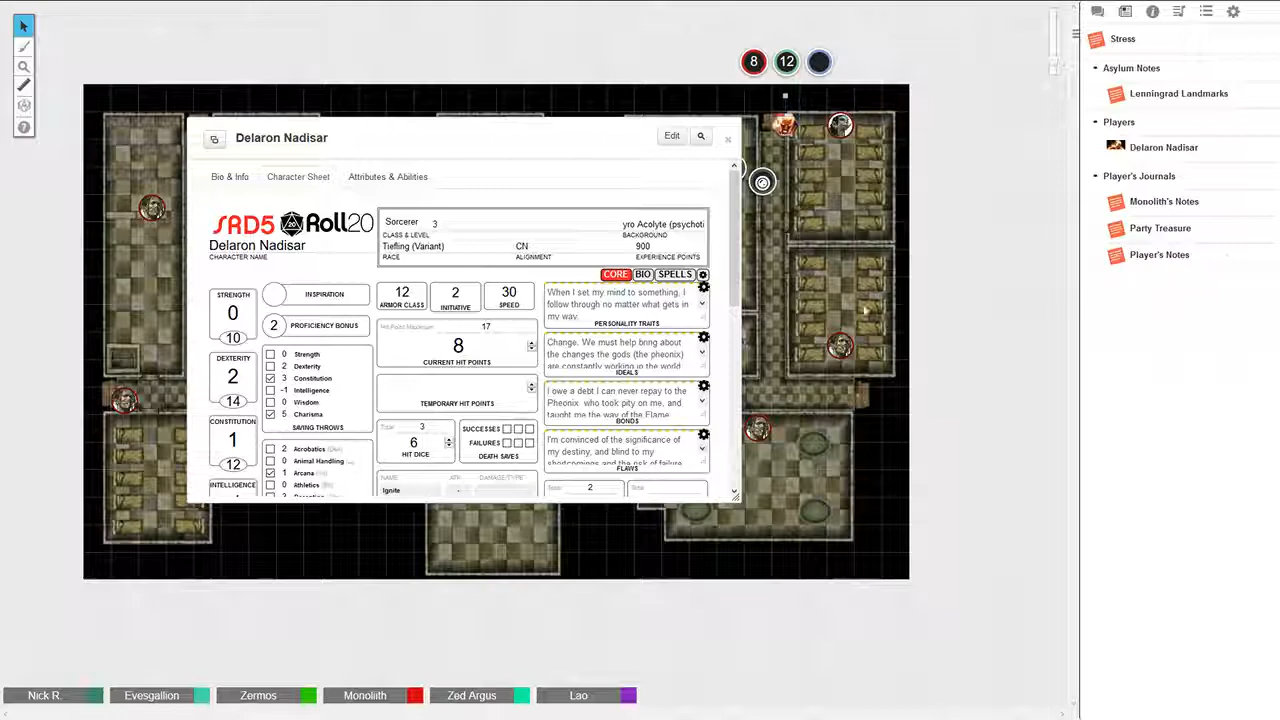 8 12
Stress
Asylum Notes
Lenningrad Landmarks
Players
Delaron Nadisar
Player's Journals
Monolith's Notes
Party Treasure
Player's Notes
Delaron Nadisar
Edit
Bio & Info Character Sheet Attributes & Abilities
SRD5 Roll20
Delaron Nadisar
CHARACTER NAME
Sorcerer 3 yro Acolyte (psychoti
CLASS & LEVEL BACKGROUND
Tiefling (Variant) CN 900
RACE ALIGNMENT EXPERIENCE POINTS
CORE BIO SPELLS
STRENGTH
0
10
DEXTERITY
2
14
CONSTITUTION
1
12
INTELLIGENCE
INSPIRATION
2 PROFICIENCY BONUS
0 Strength
2 Dexterity
3 Constitution
-1 Intelligence
0 Wisdom
5 Charisma
SAVING THROWS
2 Acrobatics
0 Animal Handling
1 Arcana
0 Athletics
12
ARMOR CLASS
2
INITIATIVE
30
SPEED
Hit Point Maximum 17
8
CURRENT HIT POINTS
TEMPORARY HIT POINTS
Total 3
6
HIT DICE
SUCCESSES
FAILURES
DEATH SAVES
NAME ATK DAMAGE/TYPE
Ignite -
When I set my mind to something, I
follow through no matter what gets in
my way.
PERSONALITY TRAITS
Change. We must help bring about
the changes the gods (the pheonix)
are constantly working in the world
IDEALS
I owe a debt I can never repay to the
Pheonix who took pity on me, and
taught me the way of the Flame
BONDS
I'm convinced of the significance of
my destiny, and blind to my
shortcomings and the risk of failure
FLAWS
2
Nick R. Evesgallion Zermos Monolith Zed Argus Lao